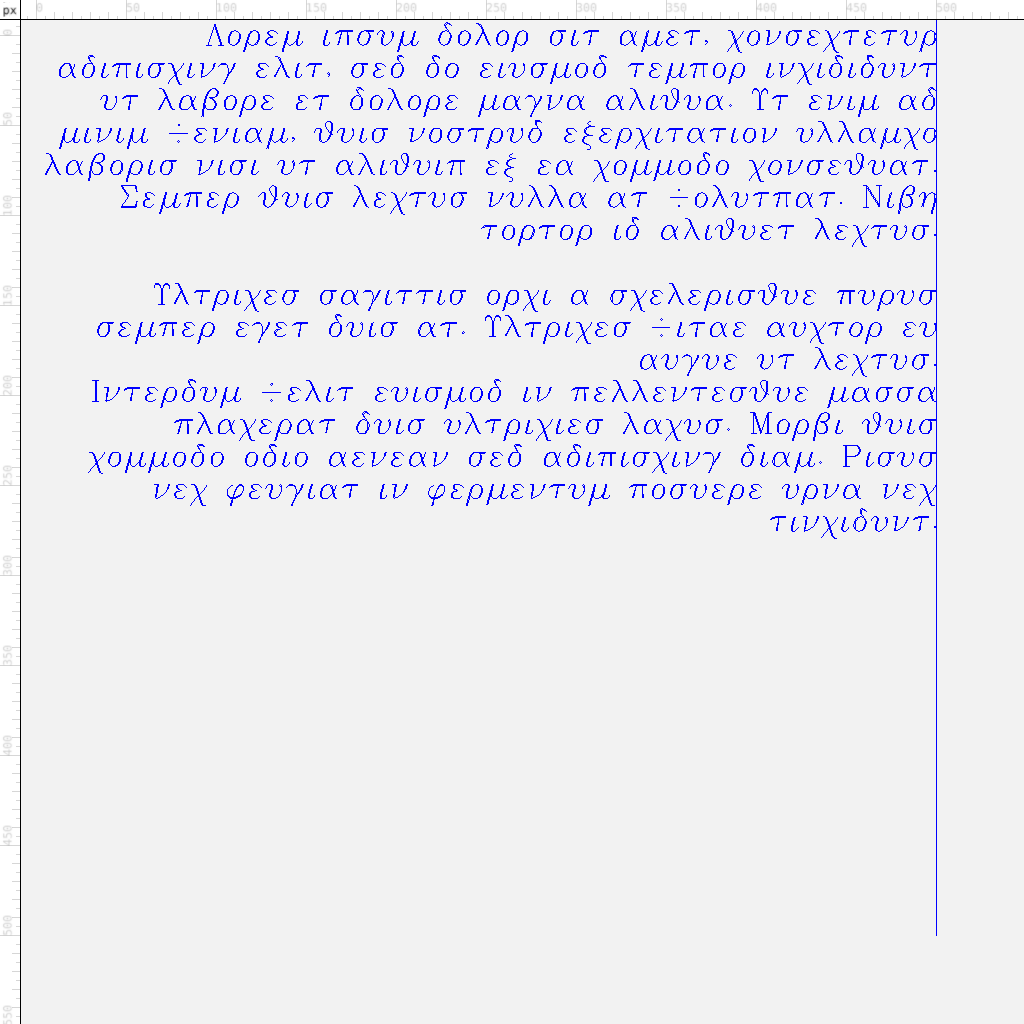 px 0 50 100 150 200 250 300 350 400 450 500
Λορεμ ιπσυμ δολορ σιτ αμετ, χονσεχτετυρ
αδιπισχινγ ελιτ, σεδ δο ειυσμοδ τεμπορ ινχιδιδυντ
υτ λαβορε ετ δολορε μαγνα αλιϑυα. Υτ ενιμ αδ
μινιμ ÷ενιαμ, ϑυισ νοστρυδ εξερχιτατιον υλλαμχο
λαβορισ νισι υτ αλιϑυιπ εξ εα χομμοδο χονσεϑυατ.
Σεμπερ ϑυισ λεχτυσ νυλλα ατ ÷ολυτπατ. Νιβη
τορτορ ιδ αλιϑυετ λεχτυσ.
Υλτριχεσ σαγιττισ ορχι α σχελερισϑυε πυρυσ
σεμπερ εγετ δυισ ατ. Υλτριχεσ ÷ιταε αυχτορ ευ
αυγυε υτ λεχτυσ.
Ιντερδυμ ÷ελιτ ευισμοδ ιν πελλεντεσϑυε μασσα
πλαχερατ δυισ υλτριχιεσ λαχυσ. Μορβι ϑυισ
χομμοδο οδιο αενεαν σεδ αδιπισχινγ διαμ. Ρισυσ
νεχ φευγιατ ιν φερμεντυμ ποσυερε υρνα νεχ
τινχιδυντ.
0
50
100
150
200
250
300
350
400
450
500
550